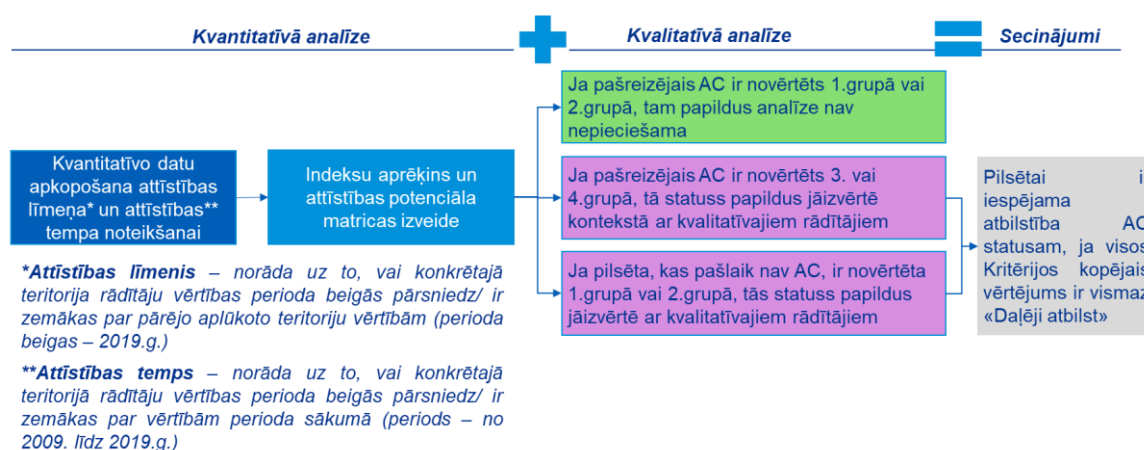 Kvantitatīvā analīze
Kvalitatīvā analīze
Secinājumi
Kvantitatīvo datu
apkopošana attīstības
līmeņa* un attīstības**
tempa noteikšanai
Indeksu aprēķins un
attīstības potenciāla
matricas izveide
Ja pašreizējais AC ir novērtēts 1.grupā vai
2.grupā, tam papildus analīze nav
nepieciešama
Ja pašreizējais AC ir novērtēts 3. vai
4.grupā, tā statuss papildus jāizvērtē
kontekstā ar kvalitatīvajiem rādītājiem
Ja pilsēta, kas pašlaik nav AC, ir novērtēta
1.grupā vai 2.grupā, tās statuss papildus
jāizvērtē ar kvalitatīvajiem rādītājiem
Pilsētai
iespējama
atbilstība AC
statusam, ja visos
Kritērijos kopējais
vērtējums ir vismaz
«Daļēji atbilst»
*Attīstības līmenis – norāda uz to, vai konkrētajā
teritorija rādītāju vērtības perioda beigās pārsniedz/ ir
zemākas par pārējo aplūkoto teritoriju vērtībām (perioda
beigas – 2019.g.)
**Attīstības temps – norāda uz to, vai konkrētajā
teritorijā rādītāju vērtības perioda beigās pārsniedz/ ir
zemākas par vērtībām perioda sākumā (periods – no
2009. līdz 2019.g.)